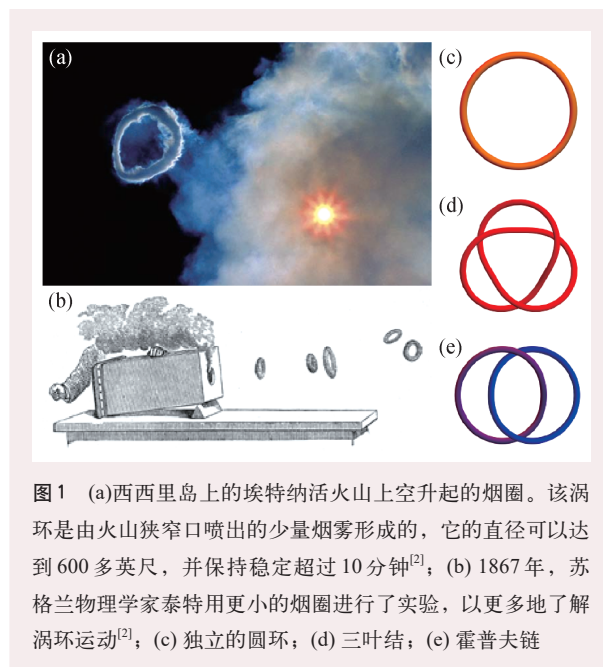 (a)
(c)
(d)
(b)
(e)
图1 (a)西西里岛上的埃特纳活火山上空升起的烟圈。该涡
环是由火山狭窄口喷出的少量烟雾形成的，它的直径可以达
到600多英尺，并保持稳定超过10分钟[2]；(b) 1867年，苏
格兰物理学家泰特用更小的烟圈进行了实验，以更多地了解
涡环运动[2]；(c) 独立的圆环；(d) 三叶结；(e) 霍普夫链